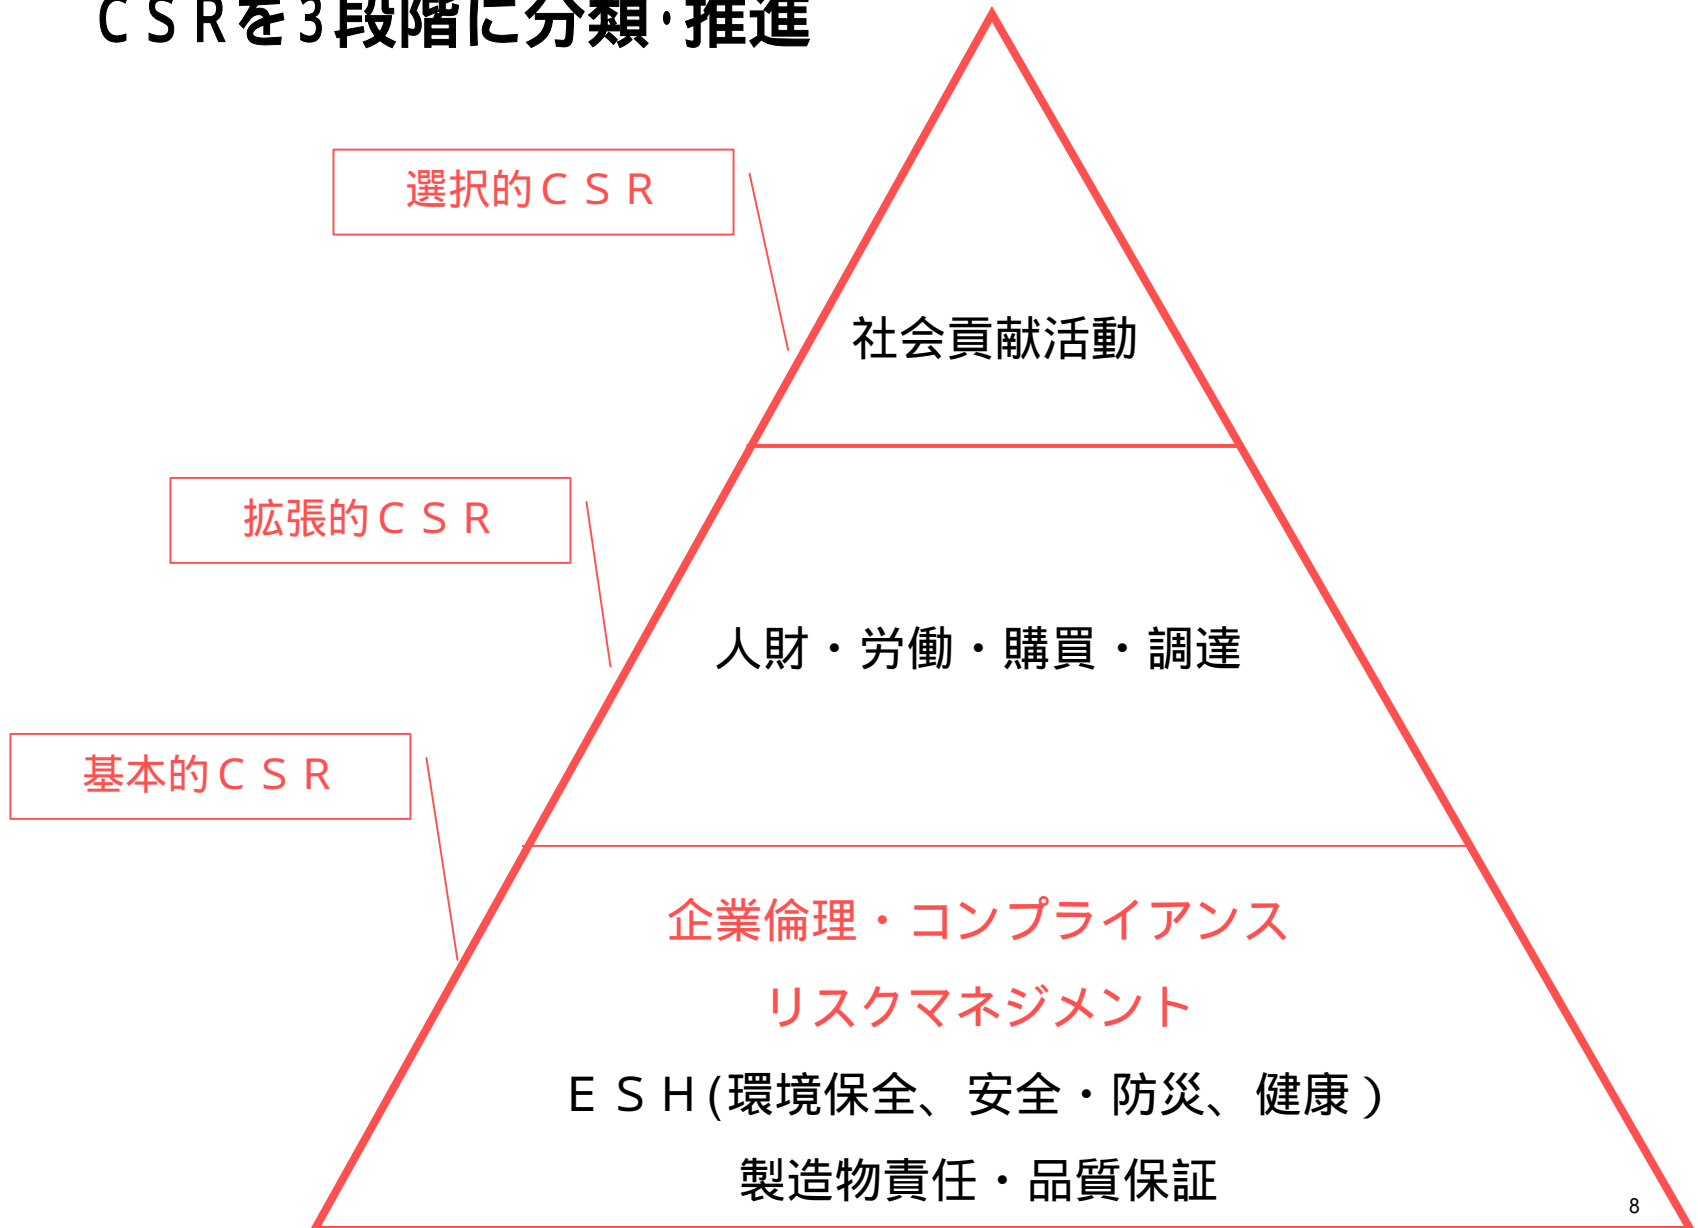 ＣＳＲを3段階に分類・推進
選択的ＣＳＲ
社会貢献活動
拡張的ＣＳＲ
人財・労働・購買・調達
基本的ＣＳＲ
企業倫理・コンプライアンス
リスクマネジメント
ＥＳＨ(環境保全、安全・防災、健康）
製造物責任・品質保証
8